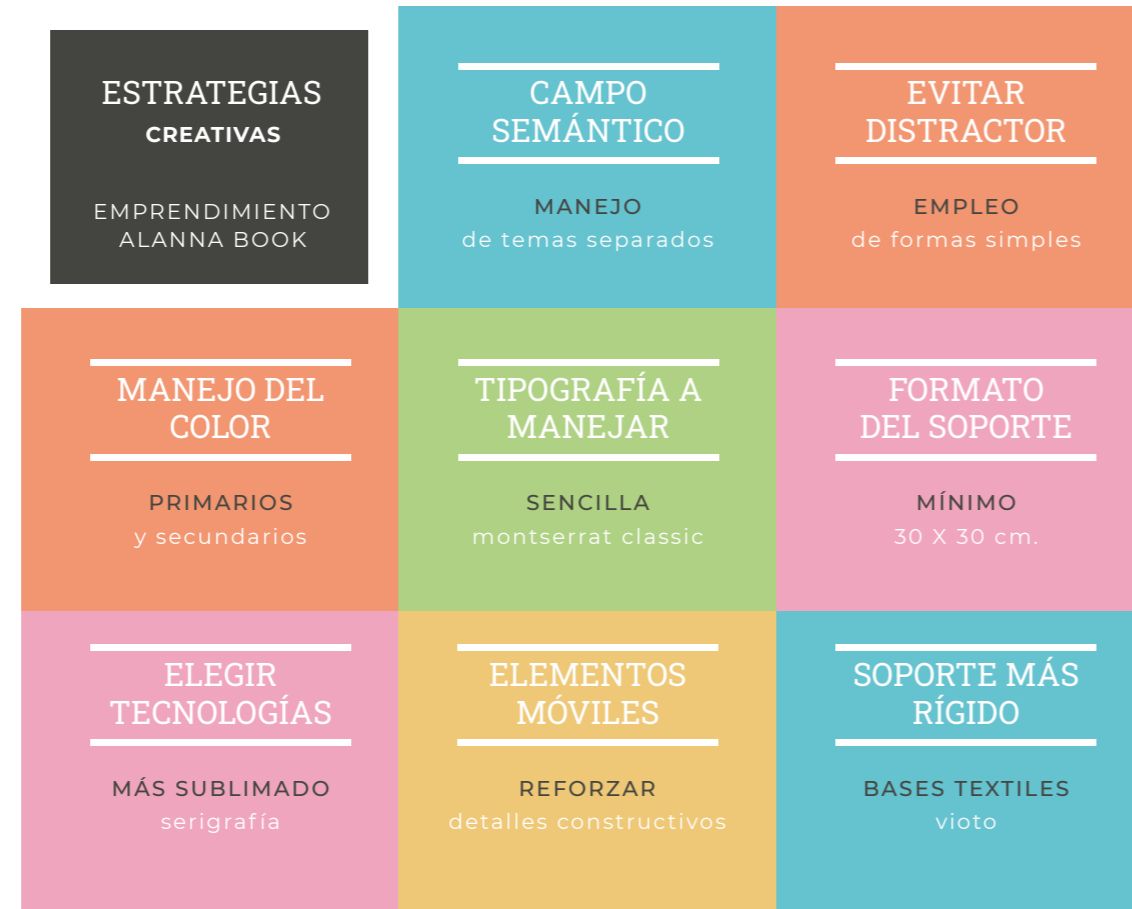 ESTRATEGIAS
CREATIVAS
EMPRENDIMIENTO
ALANNA BOOK
CAMPO
SEMÁNTICO
MANEJO
de temas separados
EVITAR
DISTRACTOR
EMPLEO
de formas simples
MANEJO DEL
COLOR
PRIMARIOS
y secundarios
TIPOGRAFÍA A
MANEJAR
SENCILLA
montserrat classic
FORMATO
DEL SOPORTE
MÍNIMO
30 X 30 cm.
ELEGIR
TECNOLOGÍAS
MÁS SUBLIMADO
serigrafía
ELEMENTOS
MÓVILES
REFORZAR
detalles constructivos
SOPORTE MÁS
RÍGIDO
BASES TEXTILES
vioto